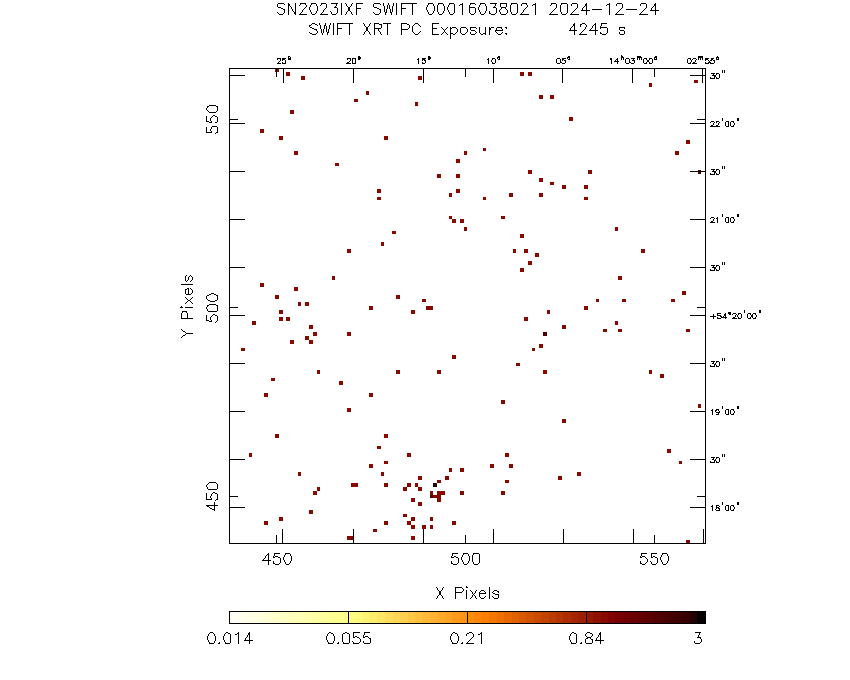 SN2023IXF SWIFT 00016038021 2024-12-24
SWIFT XRT PC Exposure: 4245 s
25ˢ 20ˢ 15ˢ 10ˢ 05ˢ 14ʰ03ᵐ00ˢ 02ᵐ55ˢ
30"
550
22'00"
30"
21'00"
30"
Y Pixels
500
+54°20'00"
30"
19'00"
30"
450
18'00"
450 500 550
X Pixels
0.014 0.055 0.21 0.84 3